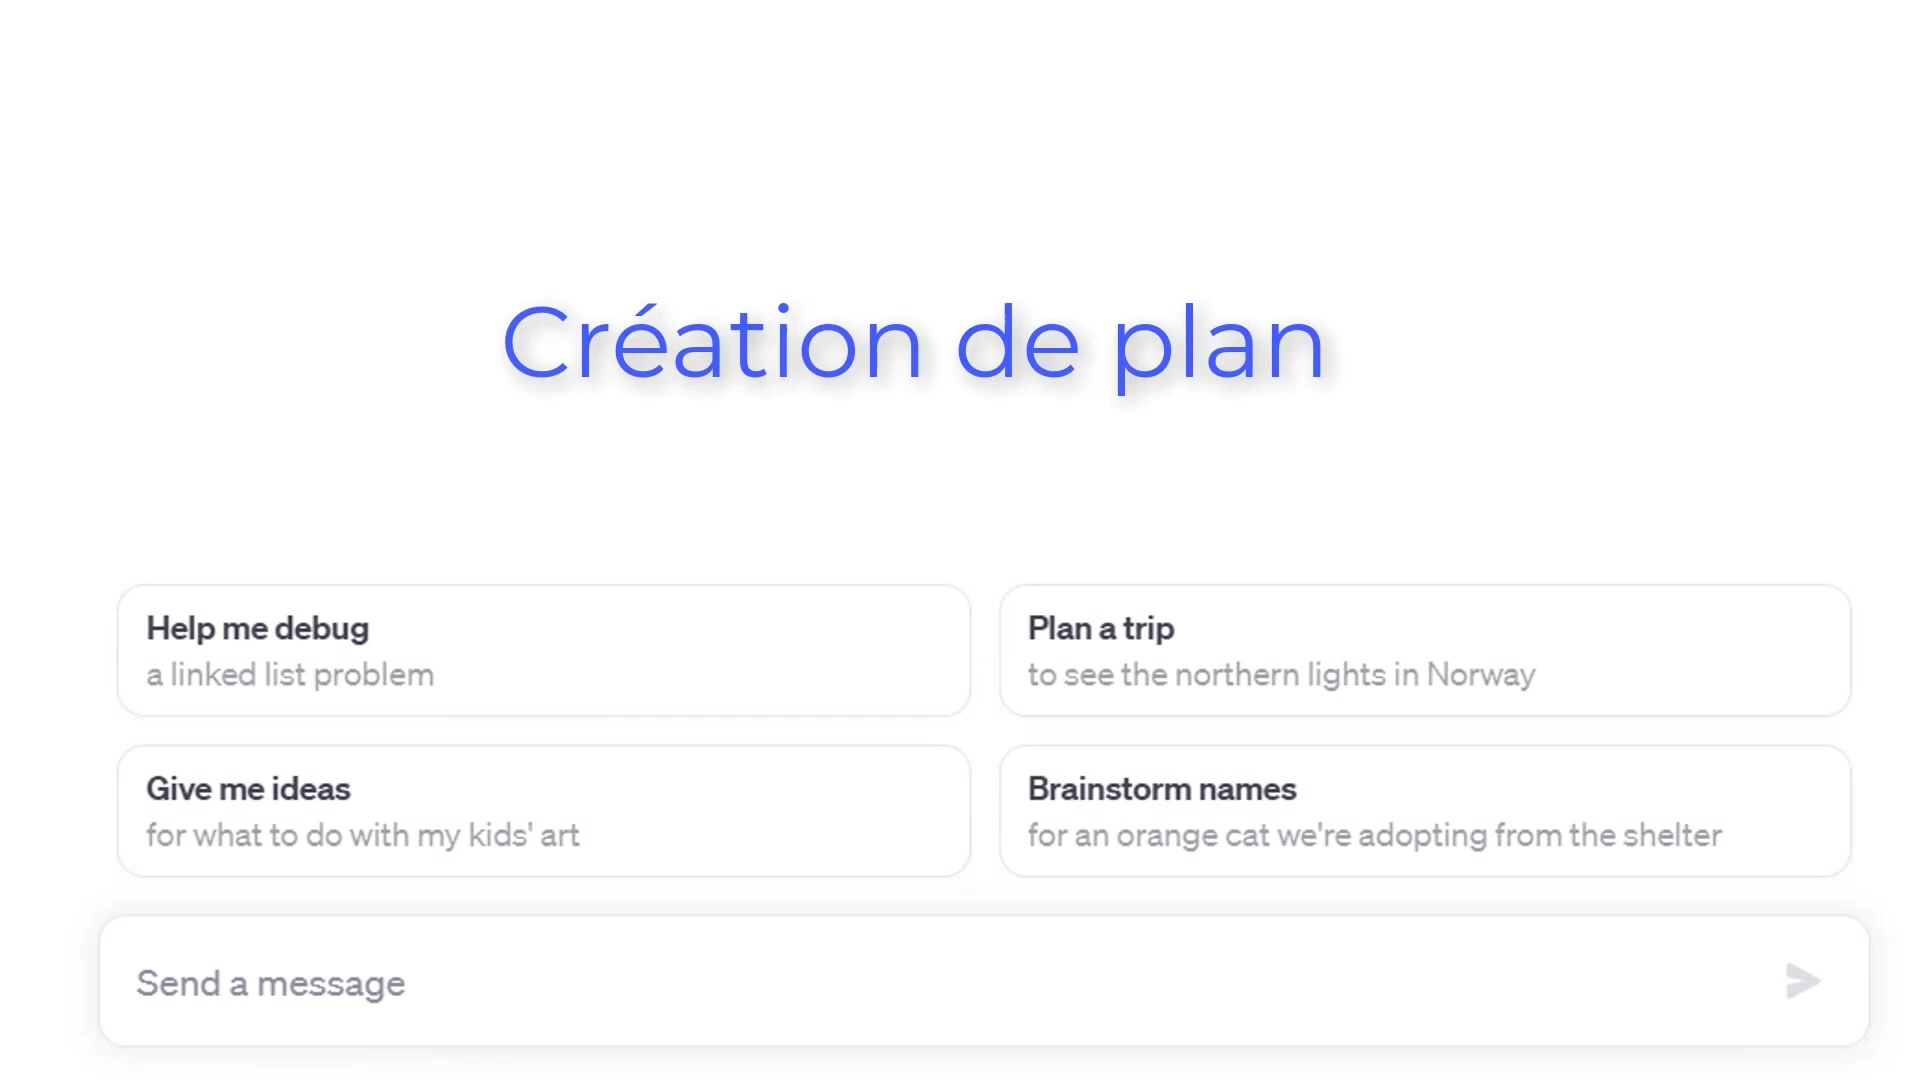 Création de plan
Help me debug
a linked list problem
Plan a trip
to see the northern lights in Norway
Give me ideas
for what to do with my kids' art
Brainstorm names
for an orange cat we're adopting from the shelter
Send a message